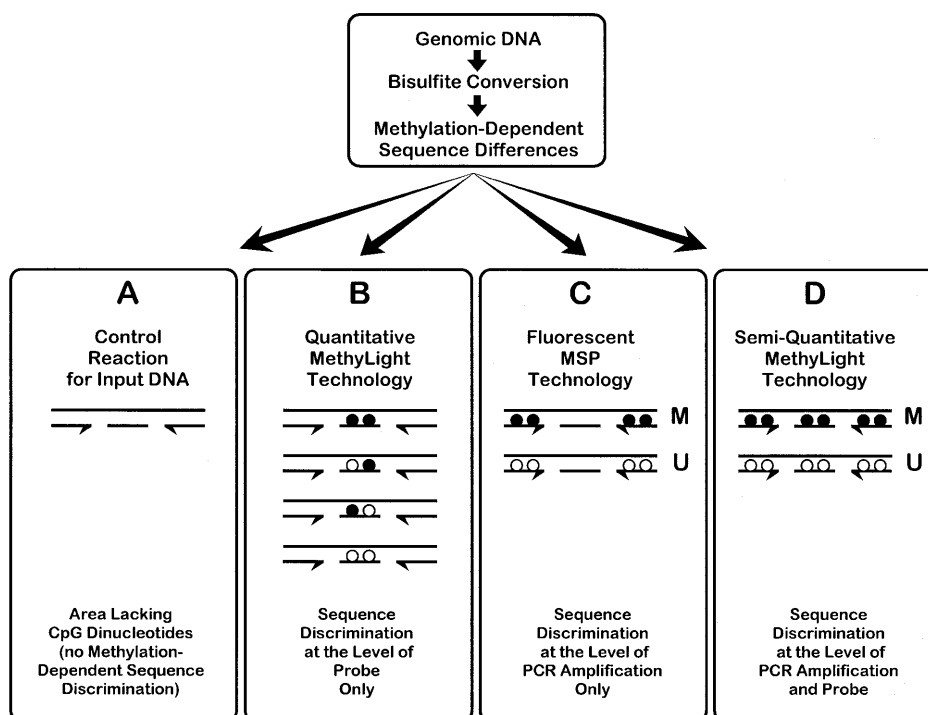 Genomic DNA
Bisulfite Conversion
Methylation-Dependent
Sequence Differences
A
Control
Reaction
for Input DNA
Area Lacking
CpG Dinucleotides
(no Methylation-
Dependent Sequence
Discrimination)
B
Quantitative
MethyLight
Technology
Sequence
Discrimination
at the Level of
Probe
Only
C
Fluorescent
MSP
Technology
M
U
Sequence
Discrimination
at the Level of
PCR Amplification
Only
D
Semi-Quantitative
MethyLight
Technology
M
U
Sequence
Discrimination
at the Level of
PCR Amplification
and Probe